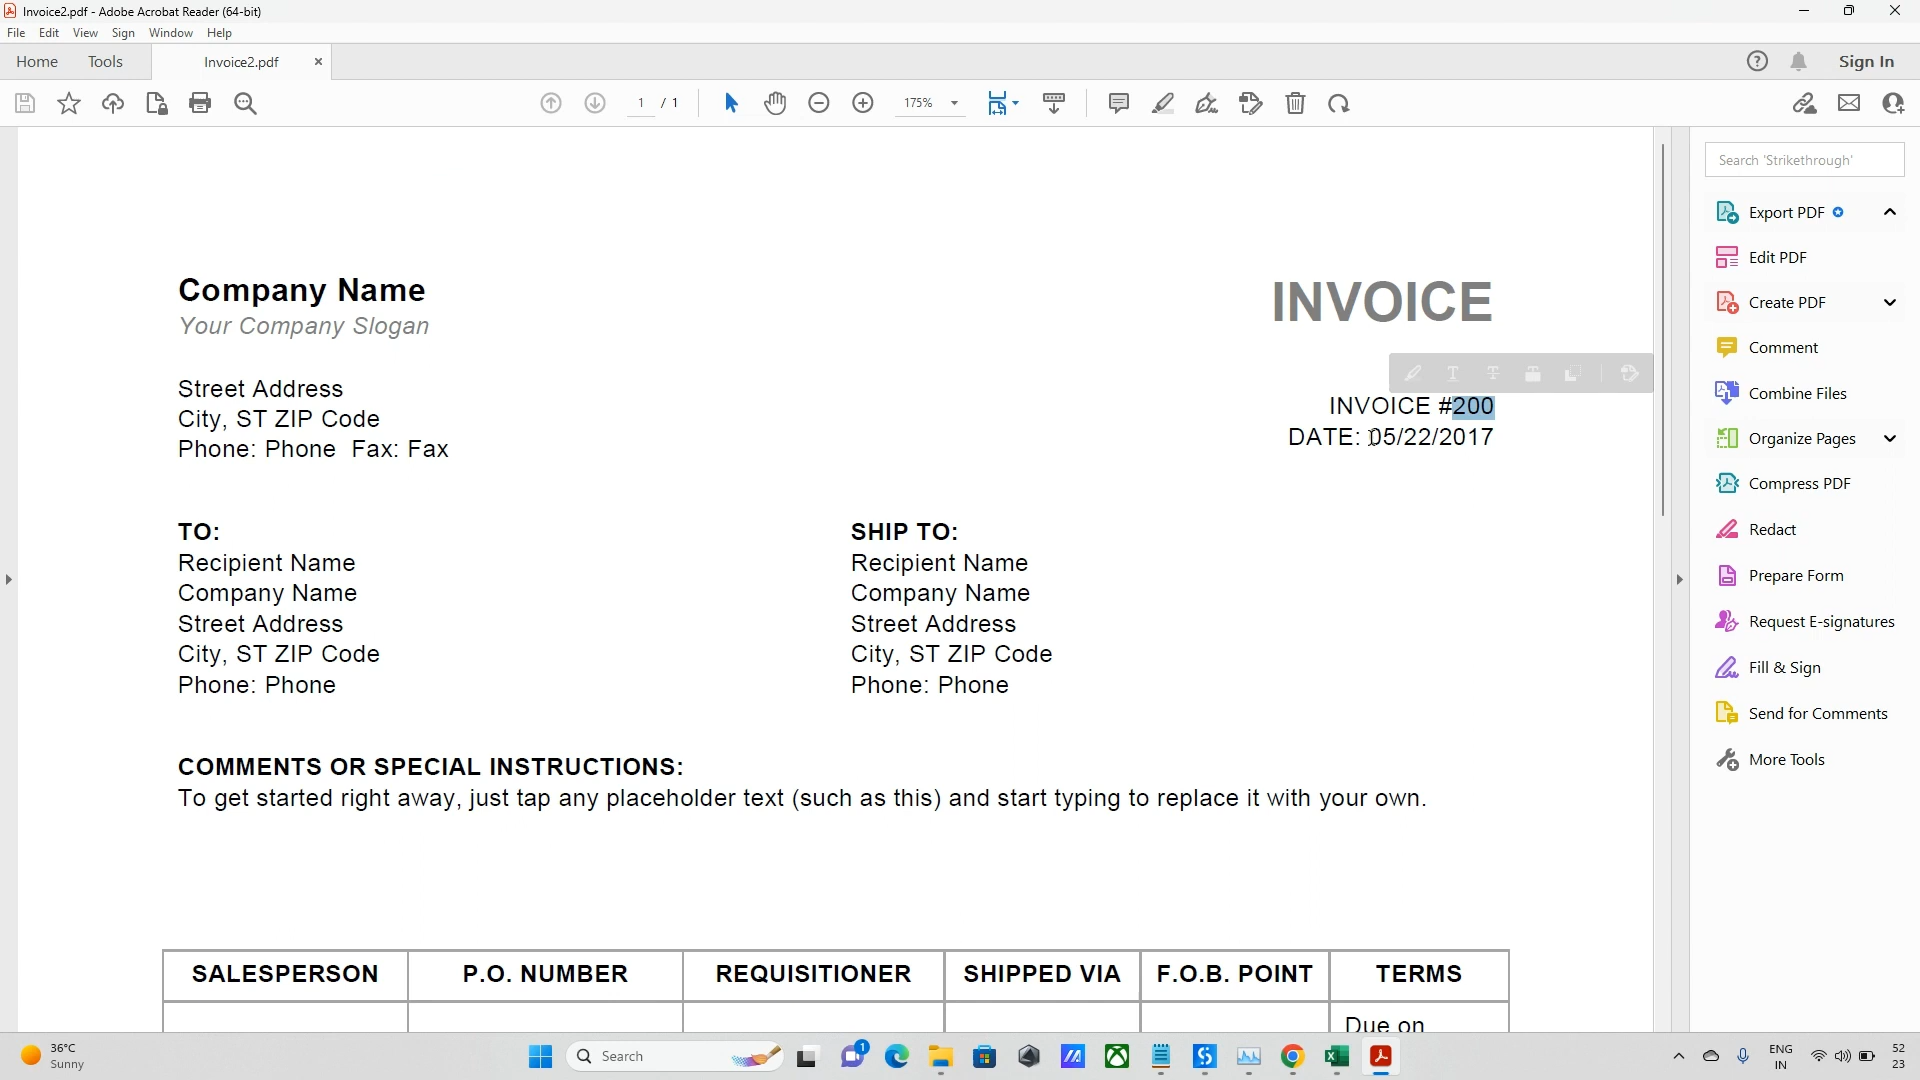 Invoice2.pdf - Adobe Acrobat Reader (64-bit)
File Edit View Sign Window Help
Home Tools Invoice2.pdf Sign In
1 / 1 175%
Search 'Strikethrough'
Export PDF
Edit PDF
Create PDF
Comment
Combine Files
Organize Pages
Compress PDF
Redact
Prepare Form
Request E-signatures
Fill & Sign
Send for Comments
More Tools
Company Name
Your Company Slogan
INVOICE
Street Address
City, ST ZIP Code
Phone: Phone Fax: Fax
INVOICE #200
DATE: 05/22/2017
TO:
Recipient Name
Company Name
Street Address
City, ST ZIP Code
Phone: Phone
SHIP TO:
Recipient Name
Company Name
Street Address
City, ST ZIP Code
Phone: Phone
COMMENTS OR SPECIAL INSTRUCTIONS:
To get started right away, just tap any placeholder text (such as this) and start typing to replace it with your own.
SALESPERSON P.O. NUMBER REQUISITIONER SHIPPED VIA F.O.B. POINT TERMS
Due on
36°C
Sunny
Search
1
ENG
IN
52
23